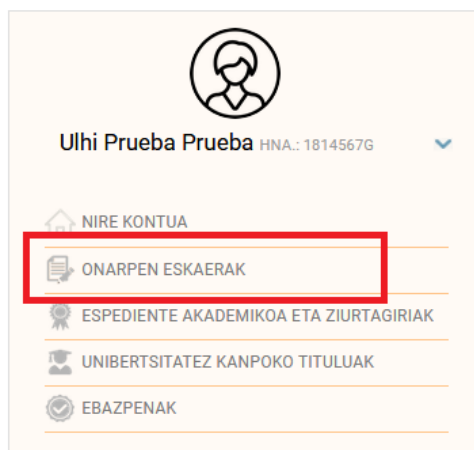 Ulhi Prueba Prueba HNA.: 1814567G
NIRE KONTUA
ONARPEN ESKAERAK
ESPEDIENTE AKADEMIKOA ETA ZIURTAGIRIAK
UNIBERTSITATEZ KANPOKO TITULUAK
EBAZPENAK